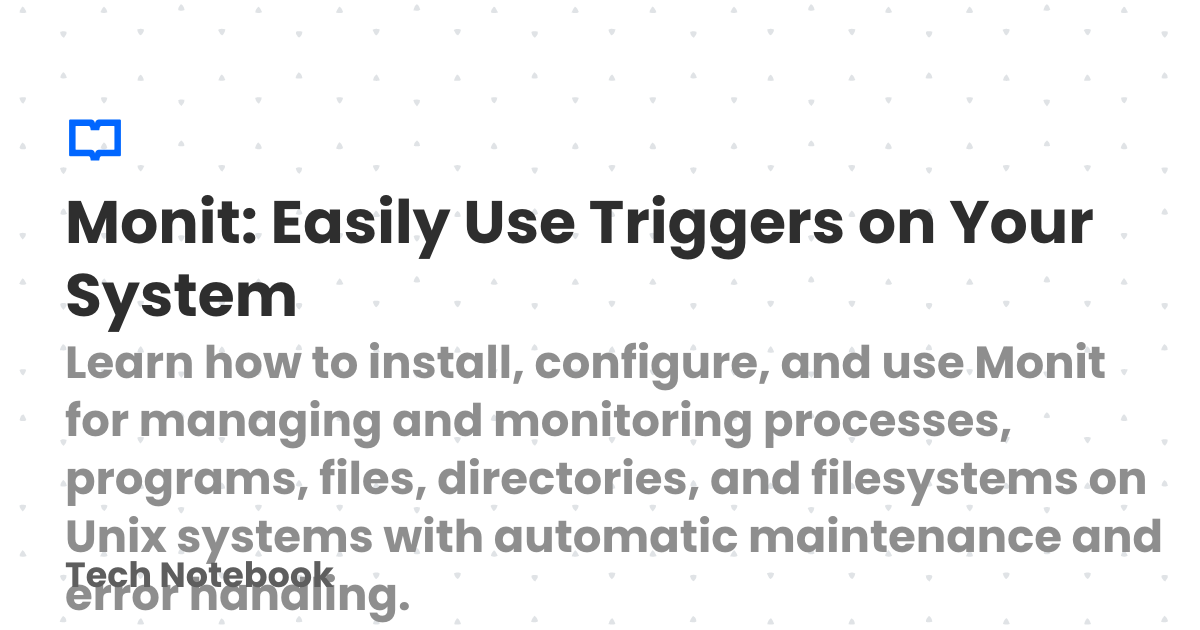 Monit: Easily Use Triggers on Your
System
Learn how to install, configure, and use Monit
for managing and monitoring processes,
programs, files, directories, and filesystems on
Unix systems with automatic maintenance and
Tech Notebook
error handling.